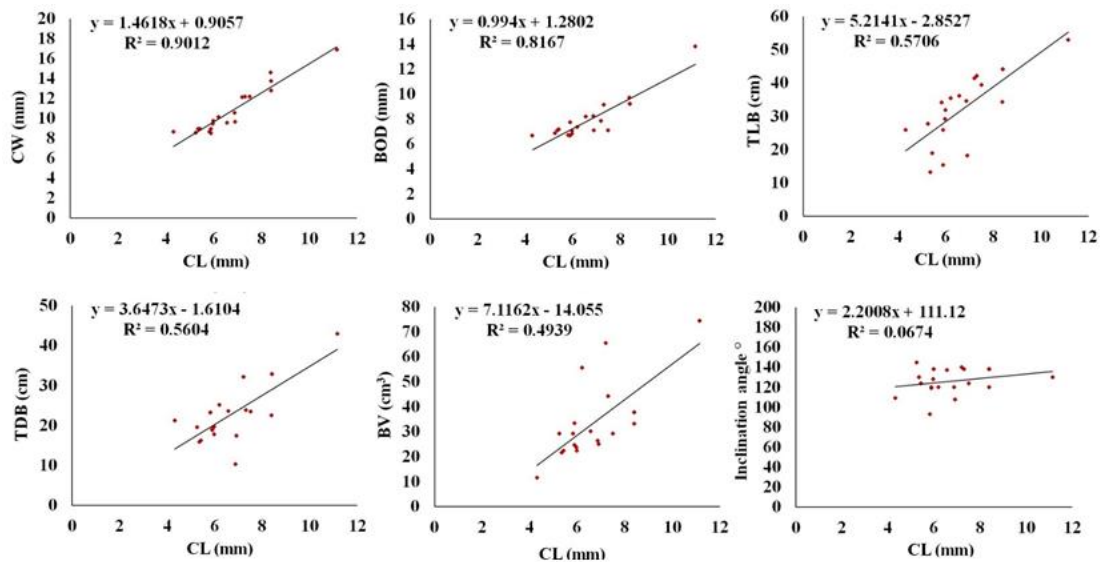 y = 1.4618x + 0.9057
R² = 0.9012
20
18
16
14
12
10
8
6
4
2
0
CW (mm)
0 2 4 6 8 10 12
CL (mm)
y = 0.994x + 1.2802
R² = 0.8167
16
14
12
10
8
6
4
2
0
BOD (mm)
0 2 4 6 8 10 12
CL (mm)
y = 5.2141x - 2.8527
R² = 0.5706
60
50
40
30
20
10
0
TLB (cm)
0 2 4 6 8 10 12
CL (mm)
y = 3.6473x - 1.6104
R² = 0.5604
50
40
30
20
10
0
TDB (cm)
0 2 4 6 8 10 12
CL (mm)
y = 7.1162x - 14.055
R² = 0.4939
80
70
60
50
40
30
20
10
0
BV (cm³)
0 2 4 6 8 10 12
CL (mm)
y = 2.2008x + 111.12
R² = 0.0674
200
180
160
140
120
100
80
60
40
20
0
Inclination angle°
0 2 4 6 8 10 12
CL (mm)